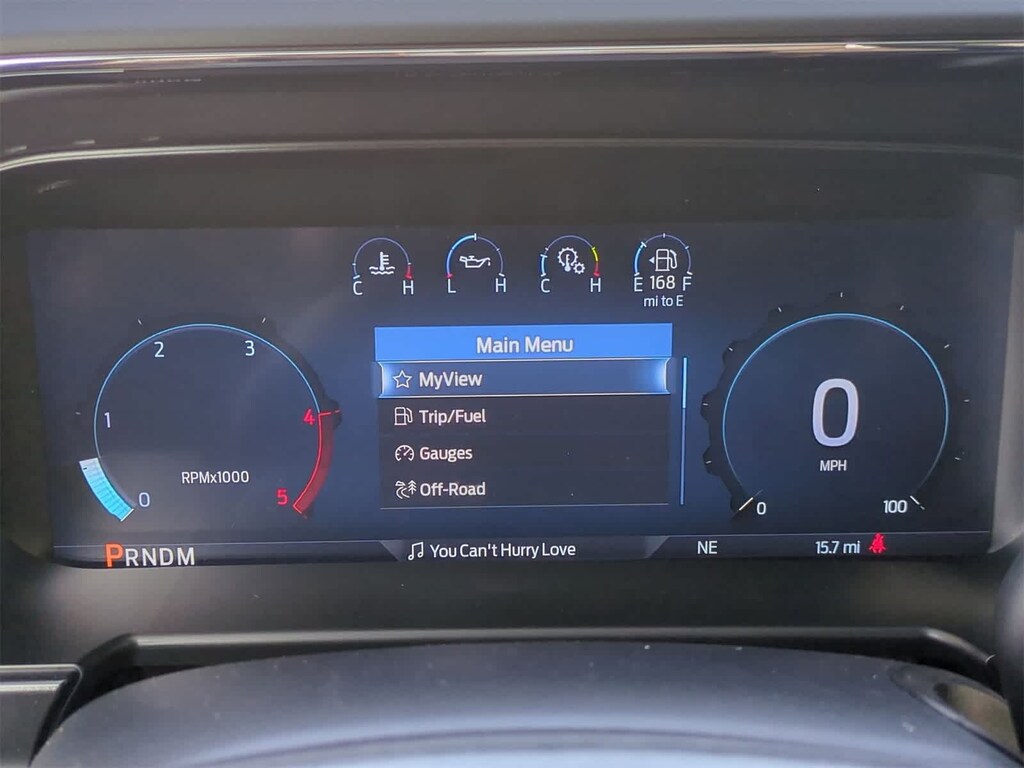 C H L H C H E 168 F
mi to E
Main Menu
MyView
Trip/Fuel
Gauges
Off-Road
0 1 2 3 4 5
RPMx1000
0
MPH
0 100
PRNDM
You Can't Hurry Love
NE
15.7 mi